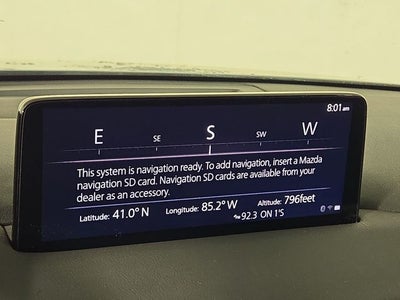 8:01am
E SE S SW W
This system is navigation ready. To add navigation, insert a Mazda
navigation SD card. Navigation SD cards are available from your
dealer as an accessory.
Latitude: 41.0° N Longitude: 85.2° W Altitude: 796feet
92.3 ON 1'S